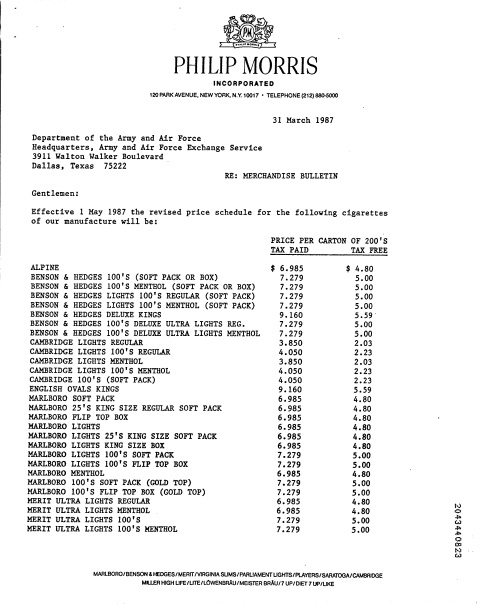 PM
PHILIP MORRIS
INCORPORATED
120 PARK AVENUE, NEW YORK, N.Y. 10017 • TELEPHONE (212) 880-5000
31 March 1987
Department of the Army and Air Force
Headquarters, Army and Air Force Exchange Service
3911 Walton Walker Boulevard
Dallas, Texas 75222
RE: MERCHANDISE BULLETIN
Gentlemen:
Effective 1 May 1987 the revised price schedule for the following cigarettes
of our manufacture will be:
PRICE PER CARTON OF 200'S
TAX PAID TAX FREE
ALPINE $ 6.985 $ 4.80
BENSON & HEDGES 100'S (SOFT PACK OR BOX) 7.279 5.00
BENSON & HEDGES 100'S MENTHOL (SOFT PACK OR BOX) 7.279 5.00
BENSON & HEDGES LIGHTS 100'S REGULAR (SOFT PACK) 7.279 5.00
BENSON & HEDGES LIGHTS 100'S MENTHOL (SOFT PACK) 7.279 5.00
BENSON & HEDGES DELUXE KINGS 9.160 5.59
BENSON & HEDGES 100'S DELUXE ULTRA LIGHTS REG. 7.279 5.00
BENSON & HEDGES 100'S DELUXE ULTRA LIGHTS MENTHOL 7.279 5.00
CAMBRIDGE LIGHTS REGULAR 3.850 2.03
CAMBRIDGE LIGHTS 100'S REGULAR 4.050 2.23
CAMBRIDGE LIGHTS MENTHOL 3.850 2.03
CAMBRIDGE LIGHTS 100'S MENTHOL 4.050 2.23
CAMBRIDGE 100'S (SOFT PACK) 4.050 2.23
ENGLISH OVALS KINGS 9.160 5.59
MARLBORO SOFT PACK 6.985 4.80
MARLBORO 25'S KING SIZE REGULAR SOFT PACK 6.985 4.80
MARLBORO FLIP TOP BOX 6.985 4.80
MARLBORO LIGHTS 6.985 4.80
MARLBORO LIGHTS 25'S KING SIZE SOFT PACK 6.985 4.80
MARLBORO LIGHTS KING SIZE BOX 6.985 4.80
MARLBORO LIGHTS 100'S SOFT PACK 7.279 5.00
MARLBORO LIGHTS 100'S FLIP TOP BOX 7.279 5.00
MARLBORO MENTHOL 6.985 4.80
MARLBORO 100'S SOFT PACK (GOLD TOP) 7.279 5.00
MARLBORO 100'S FLIP TOP BOX (GOLD TOP) 7.279 5.00
MERIT ULTRA LIGHTS REGULAR 6.985 4.80
MERIT ULTRA LIGHTS MENTHOL 6.985 4.80
MERIT ULTRA LIGHTS 100'S 7.279 5.00
MERIT ULTRA LIGHTS 100'S MENTHOL 7.279 5.00
2043440823
MARLBORO/BENSON & HEDGES/MERIT/VIRGINIA SLIMS/PARLIAMENT LIGHTS/PLAYERS/SARATOGA/CAMBRIDGE
MILLER HIGH LIFE/LITE/LÖWENBRÄU/MEISTER BRÄU/7 UP/DIET 7 UP/LIKE